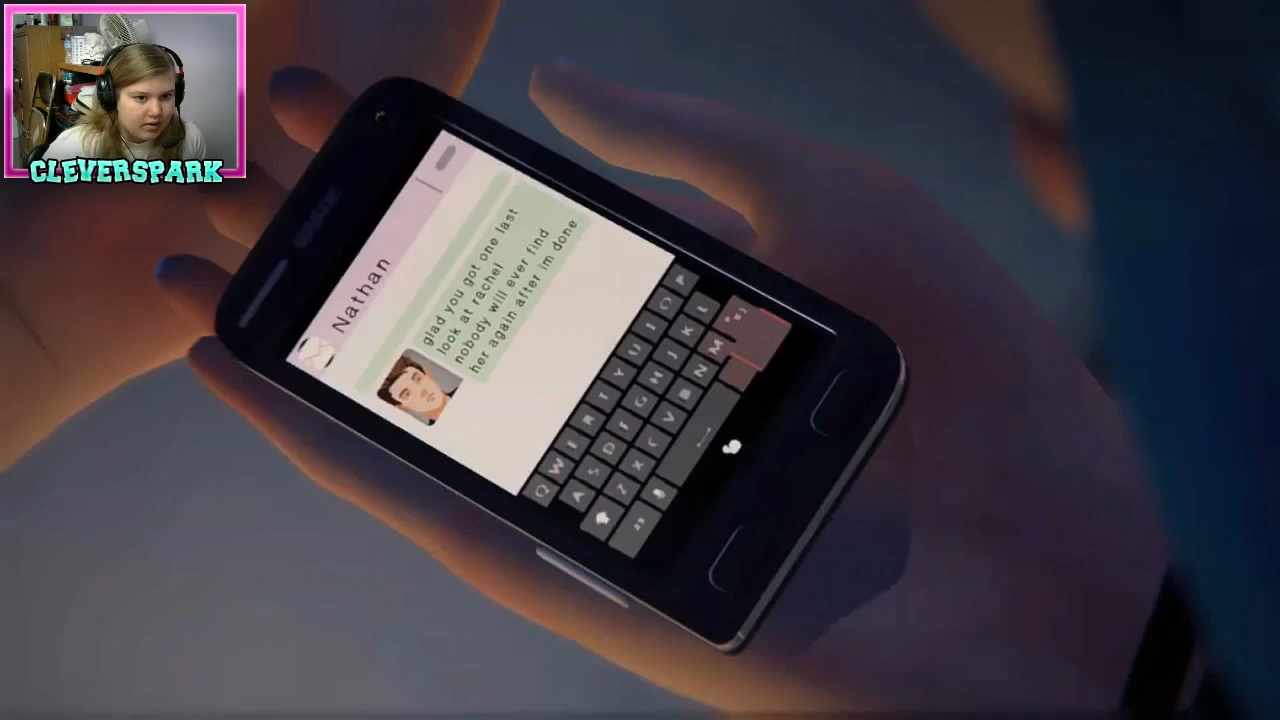 CLEVERSPARK
Nathan
glad you got one last
look at rachel
nobody will ever find
her again after im done